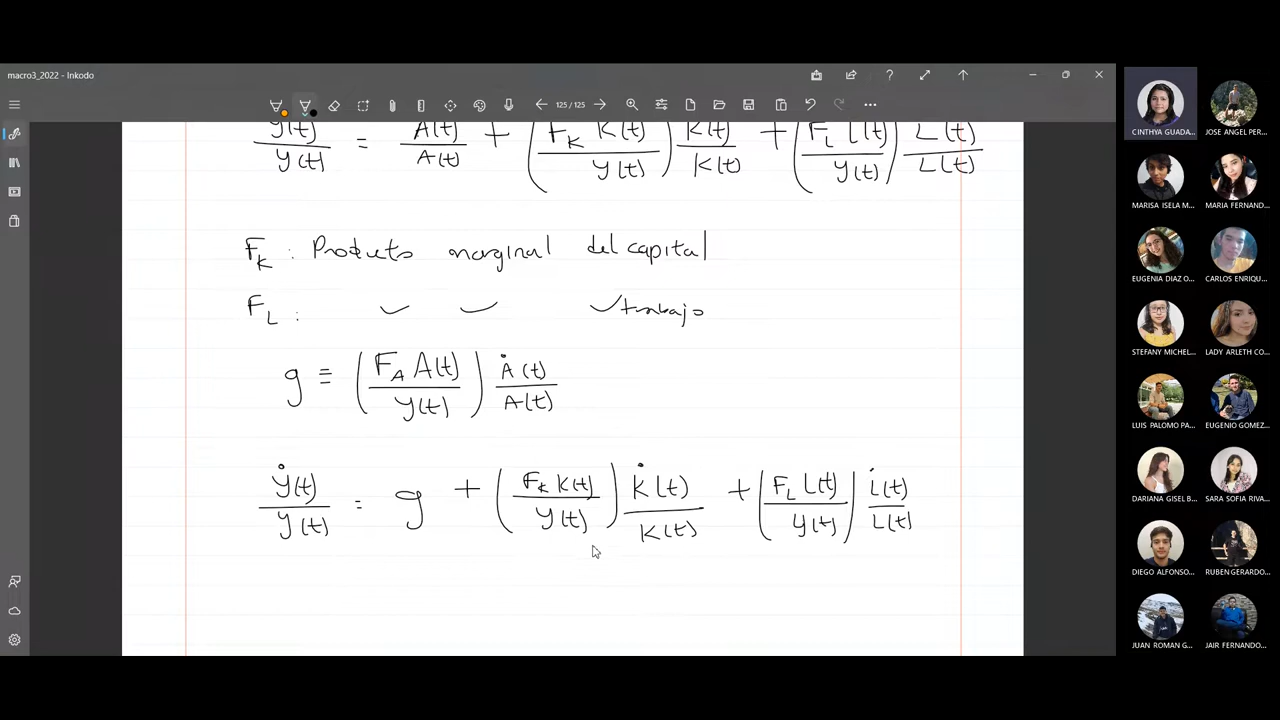 macro3_2022 - Inkodo
125 / 125
Y(t)/Y(t) = A(t)/A(t) + (F_K K(t)/Y(t)) K(t)/K(t) + (F_L L(t)/Y(t)) L(t)/L(t)
F_K : Producto marginal del capital
F_L : ✓ ✓ ✓ trabajo
g ≡ (F_A A(t)/Y(t)) Ȧ(t)/A(t)
Ẏ(t)/Y(t) = g + (F_K K(t)/Y(t)) K̇(t)/K(t) + (F_L L(t)/Y(t)) L̇(t)/L(t)
CINTHYA GUADA...
JOSE ANGEL PER...
MARISA ISELA M...
MARIA FERNAND...
EUGENIA DIAZ O...
CARLOS ENRIQU...
STEFANY MICHEL...
LADY ARLETH CO...
LUIS PALOMO PA...
EUGENIO GOMEZ...
DARIANA GISEL B...
SARA SOFIA RIVA...
DIEGO ALFONSO...
RUBEN GERARDO...
JUAN ROMAN G...
JAIR FERNANDO...